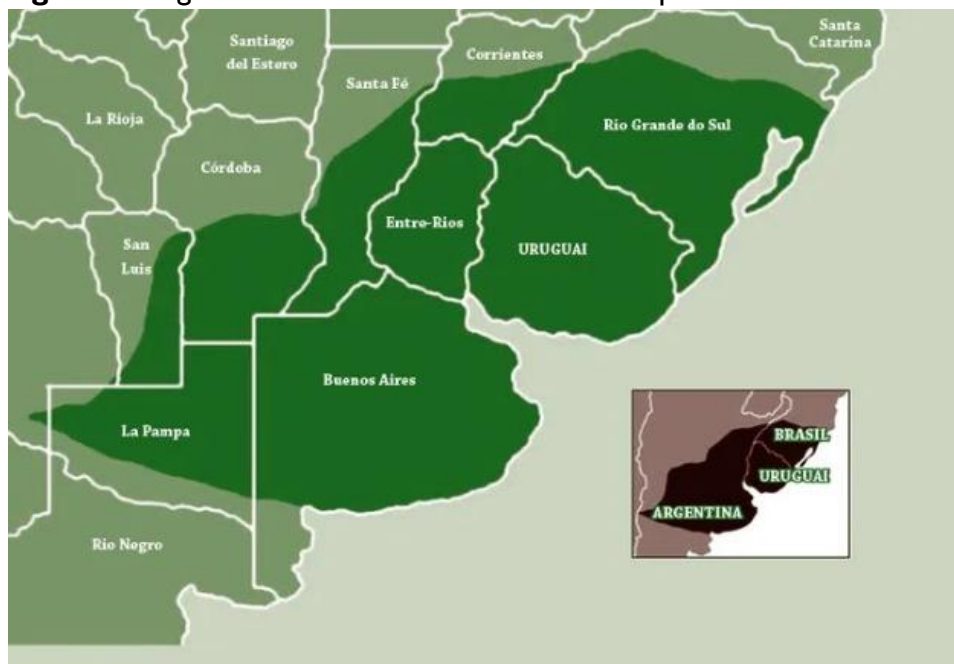 Santa
Catarina
Santiago
del Estero
Corrientes
Santa Fé
La Rioja
Rio Grande do Sul
Córdoba
Entre-Rios
San
Luis
URUGUAI
Buenos Aires
La Pampa
Rio Negro
BRASIL
URUGUAI
ARGENTINA